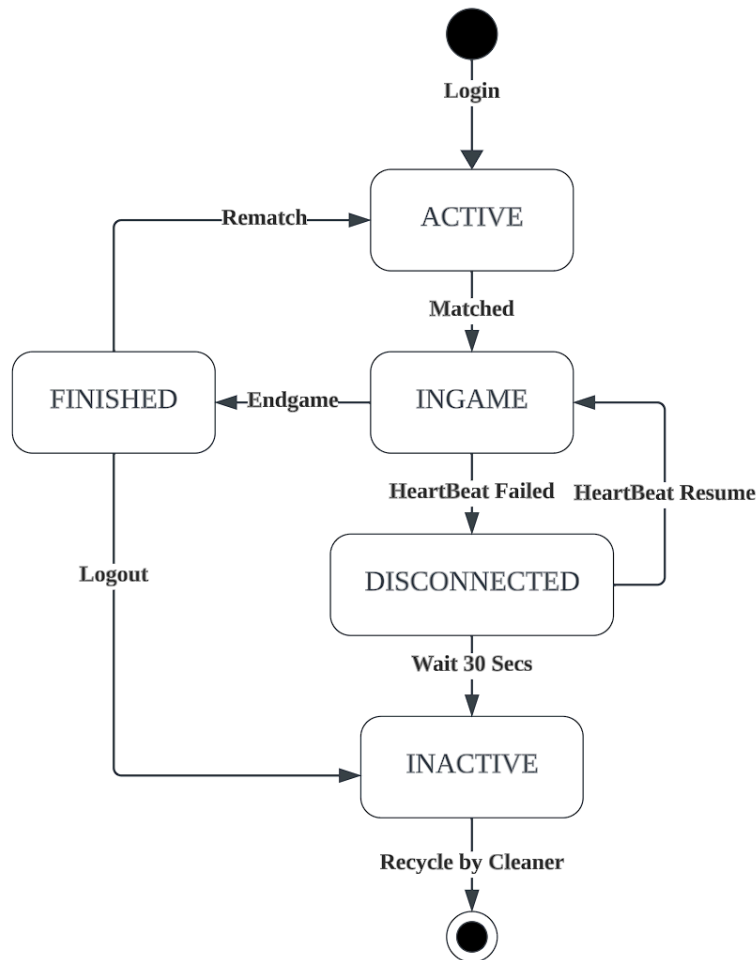 Login
ACTIVE
Rematch
Matched
FINISHED
Endgame
INGAME
HeartBeat Failed
HeartBeat Resume
DISCONNECTED
Logout
Wait 30 Secs
INACTIVE
Recycle by Cleaner